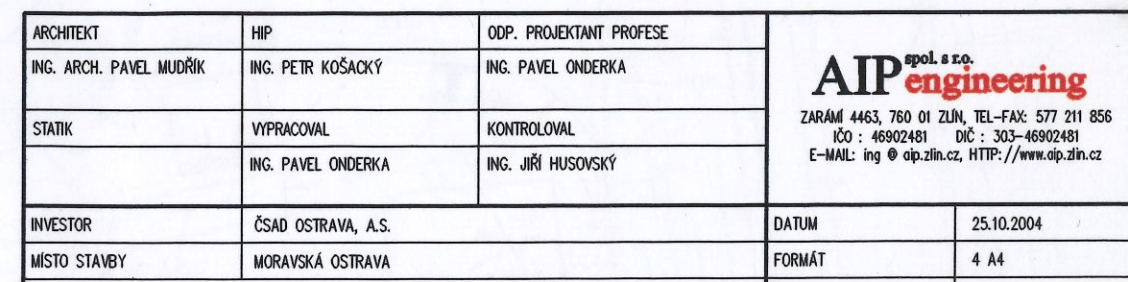 ARCHITEKT HIP ODP. PROJEKTANT PROFESE
ING. ARCH. PAVEL MUDŘÍK ING. PETR KOŠACKÝ ING. PAVEL ONDERKA
STATIK VYPRACOVAL KONTROLOVAL
ING. PAVEL ONDERKA ING. JIŘÍ HUSOVSKÝ
AIP spol. s r.o.
engineering
ZARÁMÍ 4463, 760 01 ZLÍN, TEL-FAX: 577 211 856
IČO : 46902481 DIČ : 303-46902481
E-MAIL: ing @ aip.zlin.cz, HTTP://www.aip.zlin.cz
INVESTOR ČSAD OSTRAVA, A.S. DATUM 25.10.2004
MÍSTO STAVBY MORAVSKÁ OSTRAVA FORMÁT 4 A4